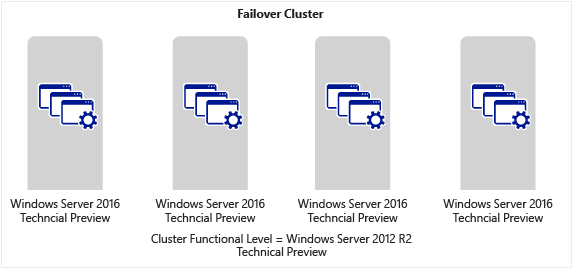 Failover Cluster
Windows Server 2016
Techncial Preview
Windows Server 2016
Techncial Preview
Windows Server 2016
Techncial Preview
Windows Server 2016
Techncial Preview
Cluster Functional Level = Windows Server 2012 R2
Technical Preview